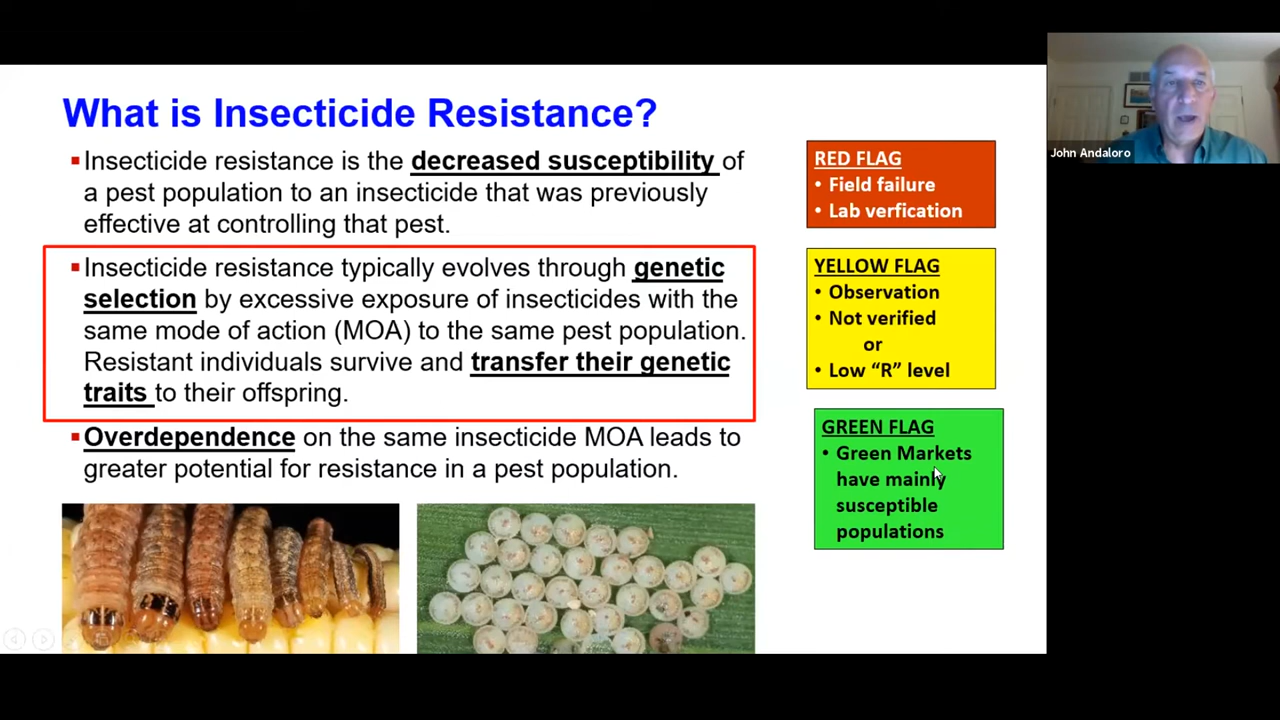 What is Insecticide Resistance?
▪Insecticide resistance is the decreased susceptibility of
a pest population to an insecticide that was previously
effective at controlling that pest.
▪Insecticide resistance typically evolves through genetic
selection by excessive exposure of insecticides with the
same mode of action (MOA) to the same pest population.
Resistant individuals survive and transfer their genetic
traits to their offspring.
▪Overdependence on the same insecticide MOA leads to
greater potential for resistance in a pest population.
RED FLAG
• Field failure
• Lab verfication
YELLOW FLAG
• Observation
• Not verified
or
• Low “R” level
GREEN FLAG
• Green Markets
have mainly
susceptible
populations
John Andaloro